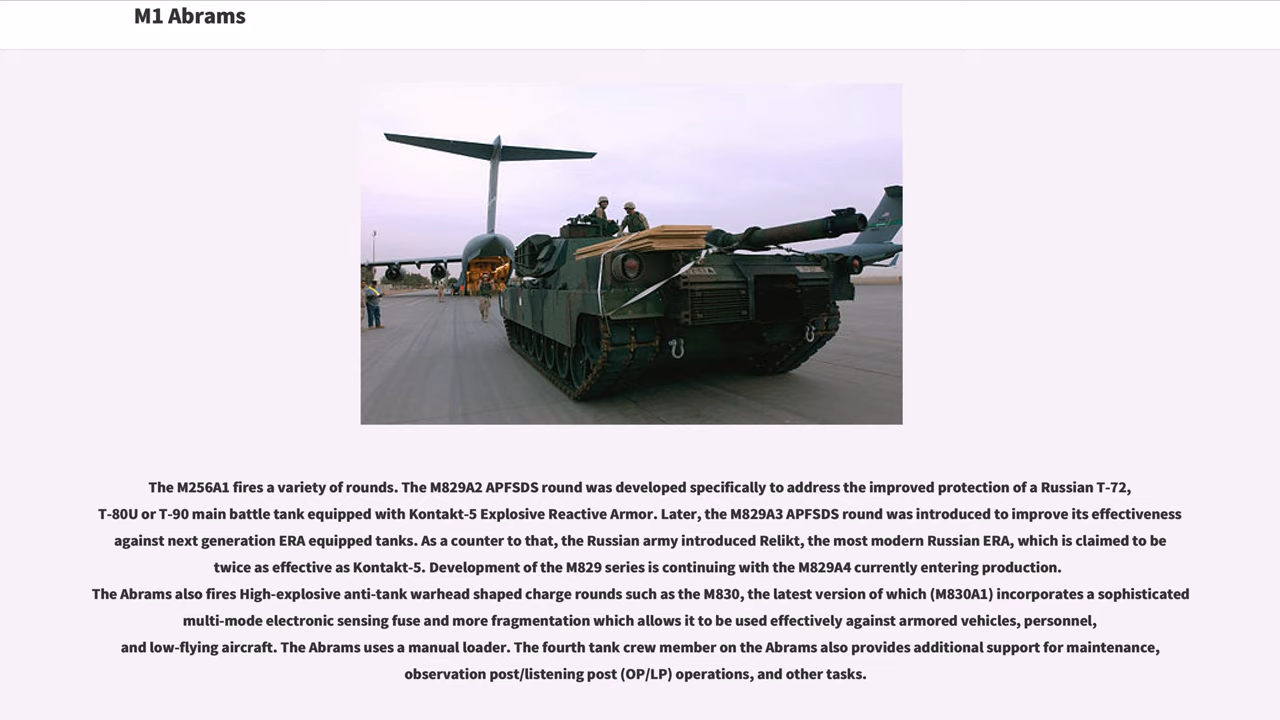 M1 Abrams
The M256A1 fires a variety of rounds. The M829A2 APFSDS round was developed specifically to address the improved protection of a Russian T-72,
T-80U or T-90 main battle tank equipped with Kontakt-5 Explosive Reactive Armor. Later, the M829A3 APFSDS round was introduced to improve its effectiveness
against next generation ERA equipped tanks. As a counter to that, the Russian army introduced Relikt, the most modern Russian ERA, which is claimed to be
twice as effective as Kontakt-5. Development of the M829 series is continuing with the M829A4 currently entering production.
The Abrams also fires High-explosive anti-tank warhead shaped charge rounds such as the M830, the latest version of which (M830A1) incorporates a sophisticated
multi-mode electronic sensing fuse and more fragmentation which allows it to be used effectively against armored vehicles, personnel,
and low-flying aircraft. The Abrams uses a manual loader. The fourth tank crew member on the Abrams also provides additional support for maintenance,
observation post/listening post (OP/LP) operations, and other tasks.